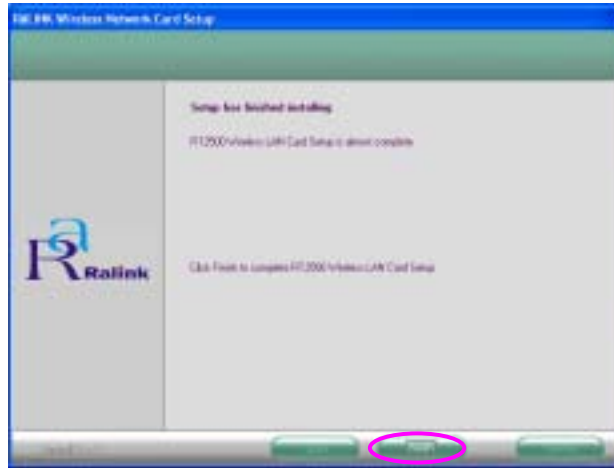 RaLINK Wireless Network Card Setup
Setup has finished installing
RT2500 Wireless LAN Card Setup is almost complete
Ralink
Click Finish to complete RT2500 Wireless LAN Card Setup